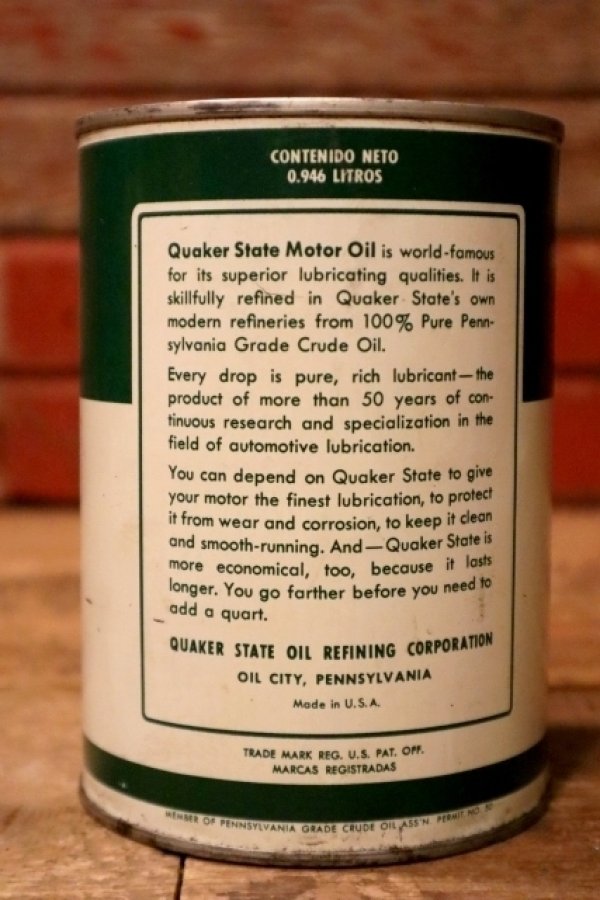 CONTENIDO NETO
0.946 LITROS
Quaker State Motor Oil is world-famous
for its superior lubricating qualities. It is
skillfully refined in Quaker State's own
modern refineries from 100% Pure Penn-
sylvania Grade Crude Oil.
Every drop is pure, rich lubricant—the
product of more than 50 years of con-
tinuous research and specialization in the
field of automotive lubrication.
You can depend on Quaker State to give
your motor the finest lubrication, to protect
it from wear and corrosion, to keep it clean
and smooth-running. And—Quaker State is
more economical, too, because it lasts
longer. You go farther before you need to
add a quart.
QUAKER STATE OIL REFINING CORPORATION
OIL CITY, PENNSYLVANIA
Made in U.S.A.
TRADE MARK REG. U.S. PAT. OFF.
MARCAS REGISTRADAS
MEMBER OF PENNSYLVANIA GRADE CRUDE OIL ASS'N. PERMIT NO. 50